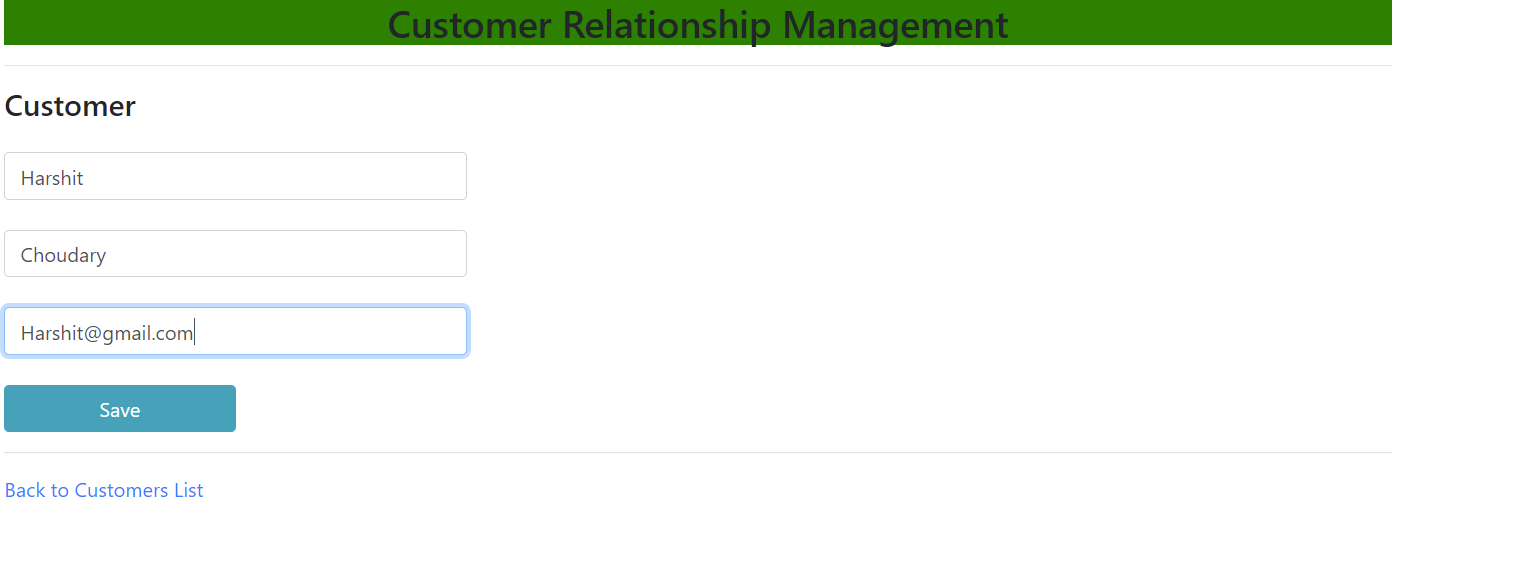 Customer Relationship Management
Customer
Harshit
Choudary
Harshit@gmail.com
Save
Back to Customers List